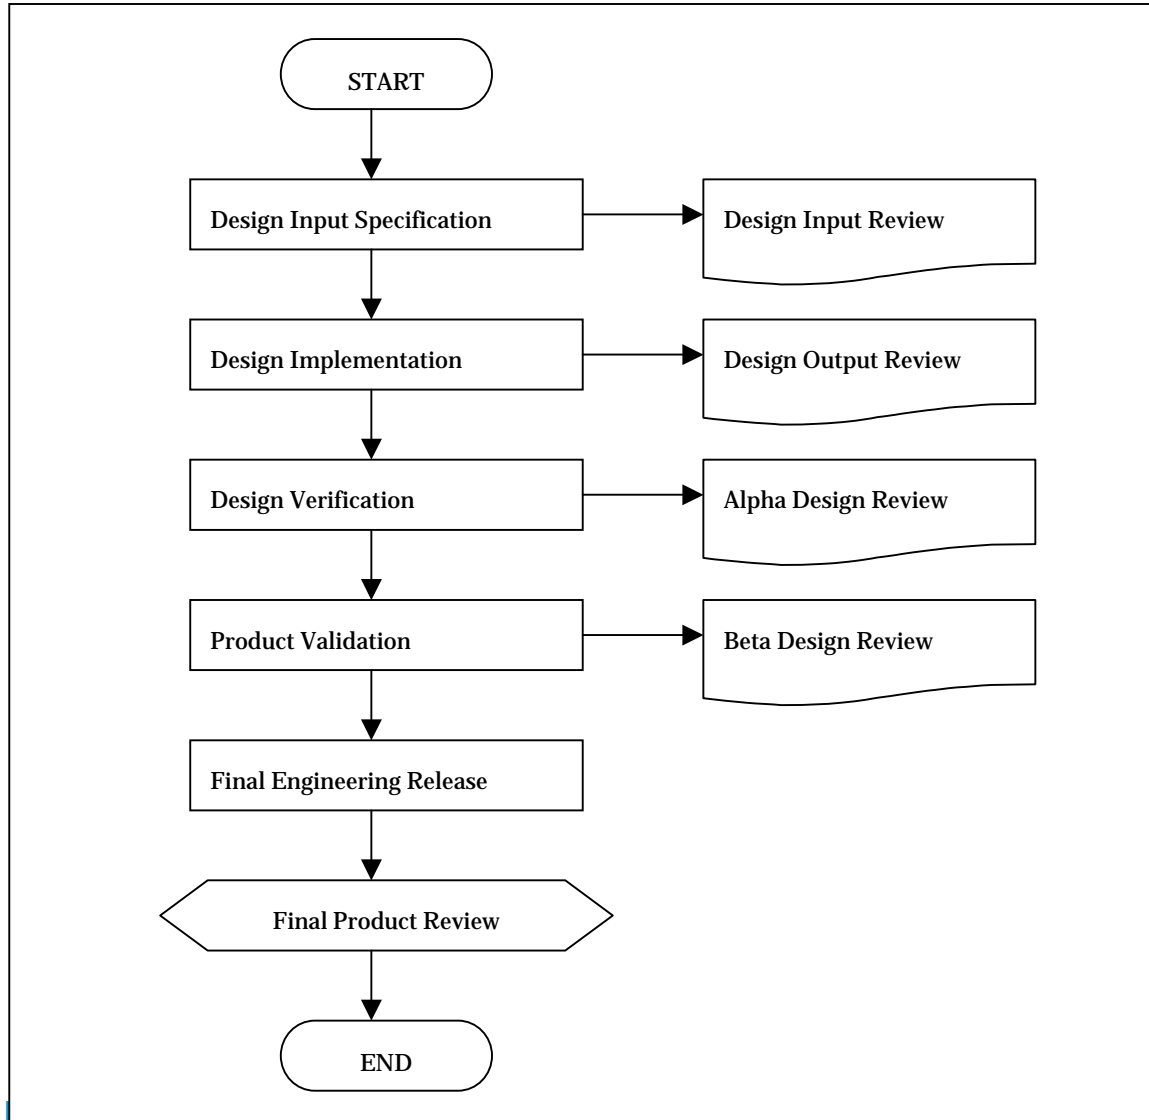 START
Design Input Specification
Design Input Review
Design Implementation
Design Output Review
Design Verification
Alpha Design Review
Product Validation
Beta Design Review
Final Engineering Release
Final Product Review
END